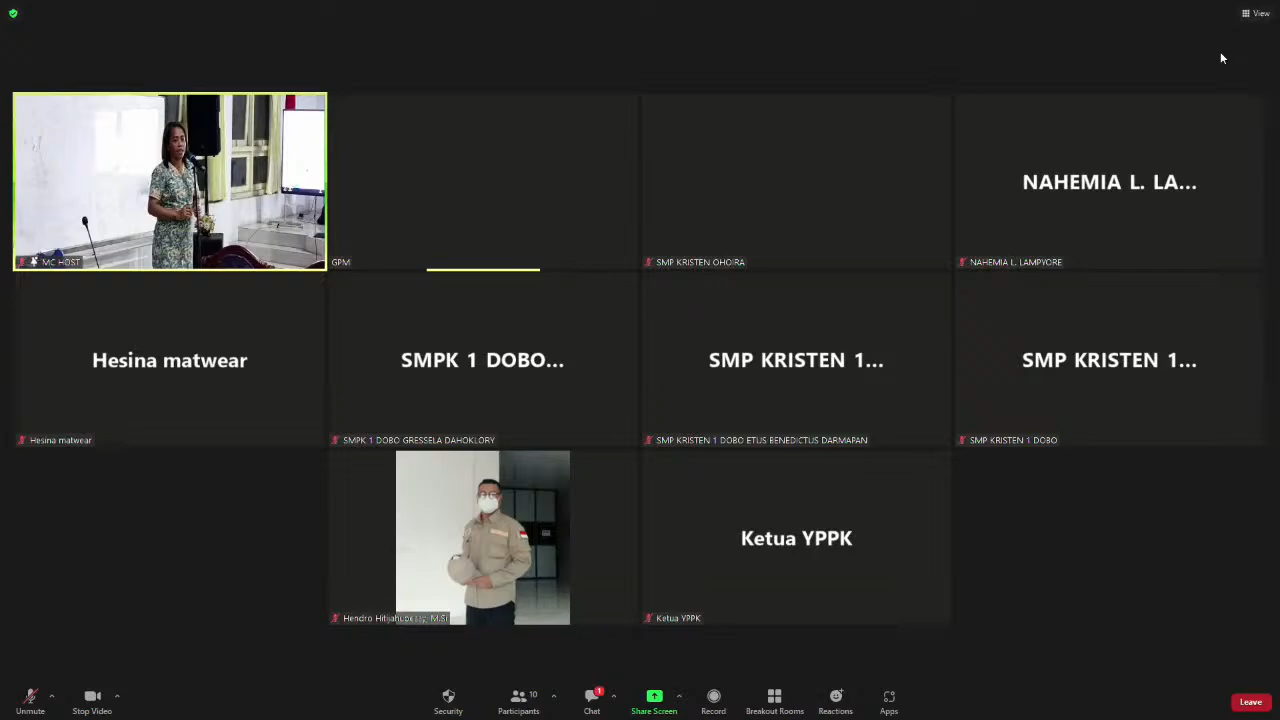 View
MC HOST
GPM
SMP KRISTEN OHOIRA
NAHEMIA L. LA...
NAHEMIA L. LAMPYORE
Hesina matwear
Hesina matwear
SMPK 1 DOBO...
SMPK 1 DOBO GRESSELA DAHOKLORY
SMP KRISTEN 1...
SMP KRISTEN 1 DOBO ETUS BENEDICTUS DARMAPAN
SMP KRISTEN 1...
SMP KRISTEN 1 DOBO
Hendro Hitijahubessy, M.Si
Ketua YPPK
Ketua YPPK
Unmute
Stop Video
Security
Participants 10
Chat 1
Share Screen
Record
Breakout Rooms
Reactions
Apps
Leave